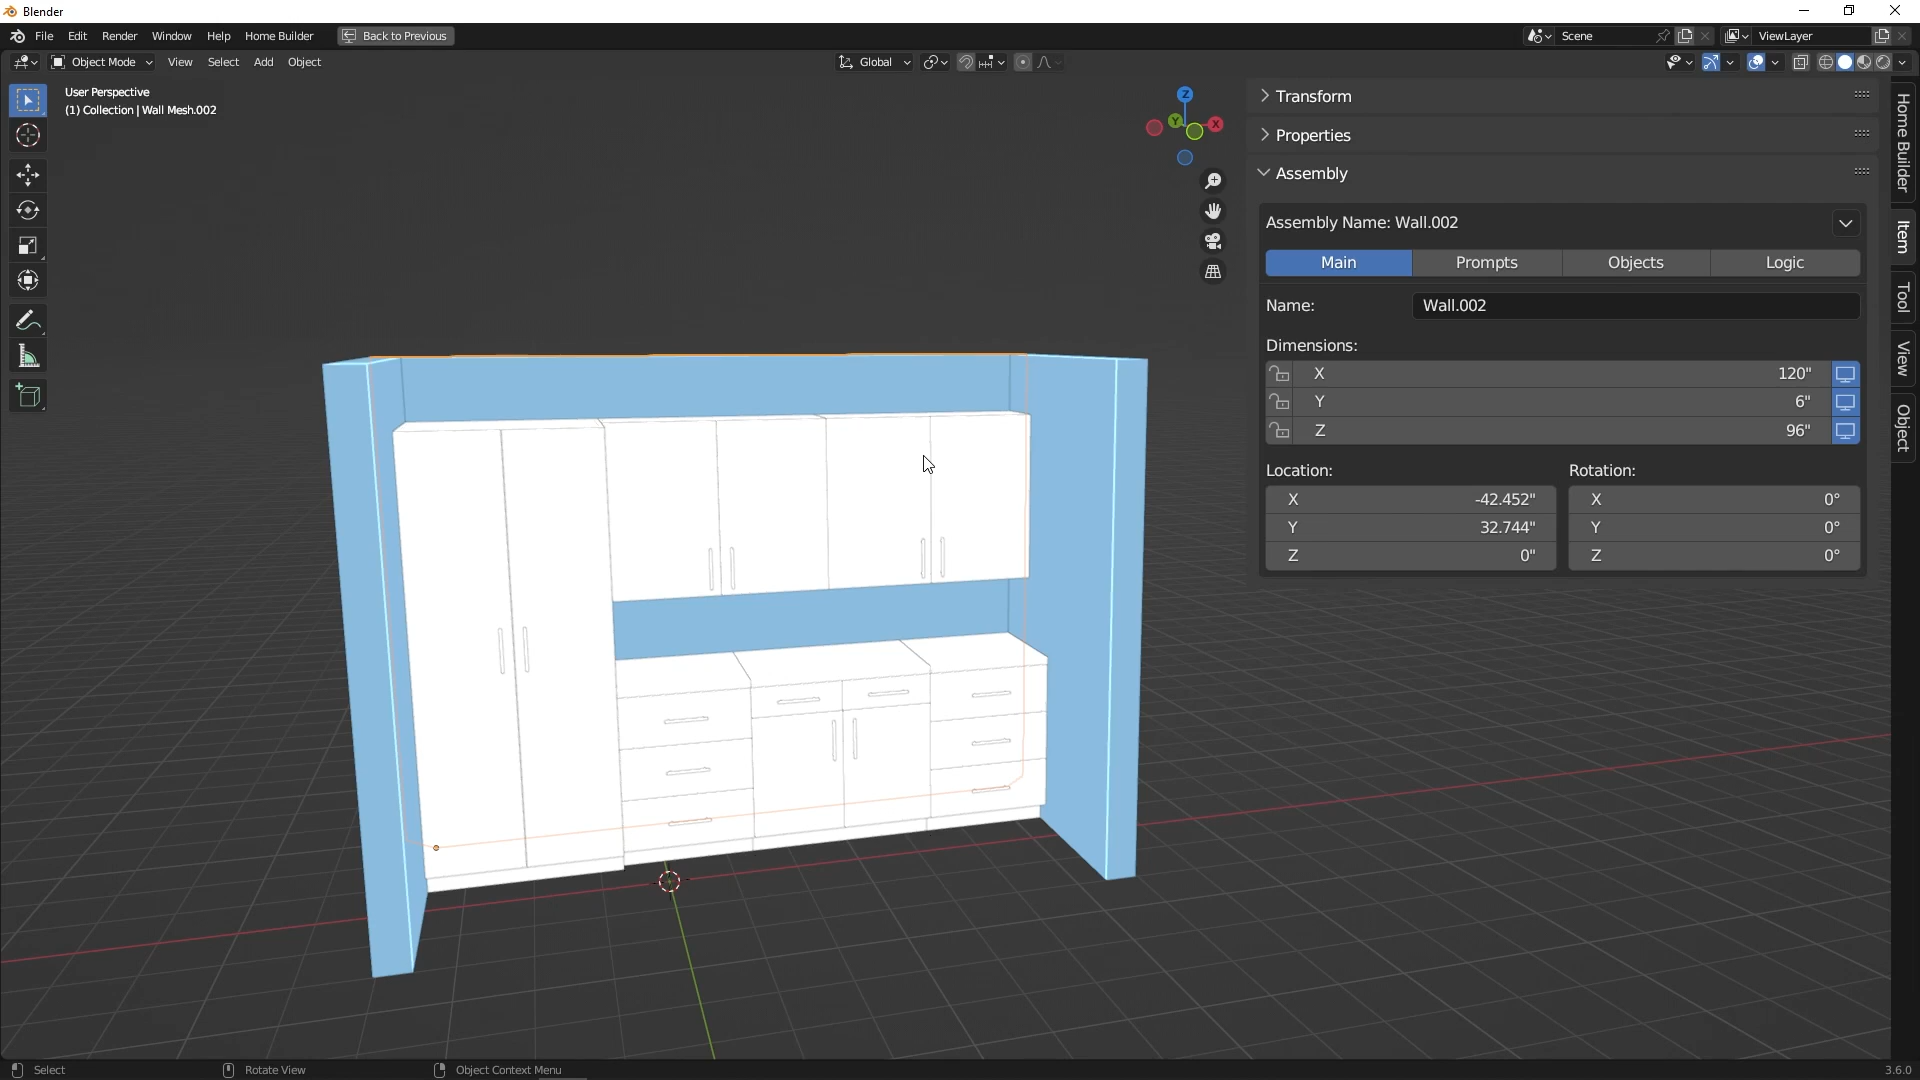 Blender
File Edit Render Window Help Home Builder Back to Previous Scene ViewLayer
Object Mode View Select Add Object Global
User Perspective
(1) Collection | Wall Mesh.002
Z
Y X
Transform
Properties
Assembly
Assembly Name: Wall.002
Main Prompts Objects Logic
Name: Wall.002
Dimensions:
X 120"
Y 6"
Z 96"
Location: Rotation:
X -42.452" X 0°
Y 32.744" Y 0°
Z 0" Z 0°
Home Builder
Item
Tool
View
Object
Select Rotate View Object Context Menu 3.6.0